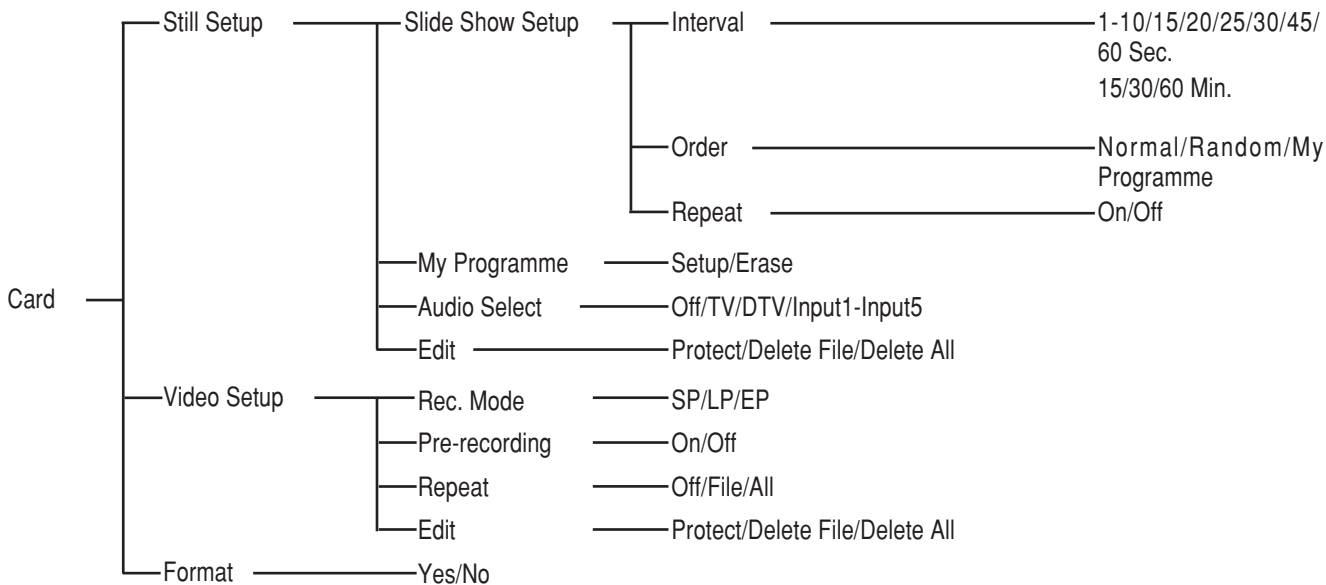 Still Setup Slide Show Setup Interval 1-10/15/20/25/30/45/
60 Sec.
15/30/60 Min.
Order Normal/Random/My
Programme
Repeat On/Off
My Programme Setup/Erase
Card
Audio Select Off/TV/DTV/Input1-Input5
Edit Protect/Delete File/Delete All
Video Setup Rec. Mode SP/LP/EP
Pre-recording On/Off
Repeat Off/File/All
Edit Protect/Delete File/Delete All
Format Yes/No